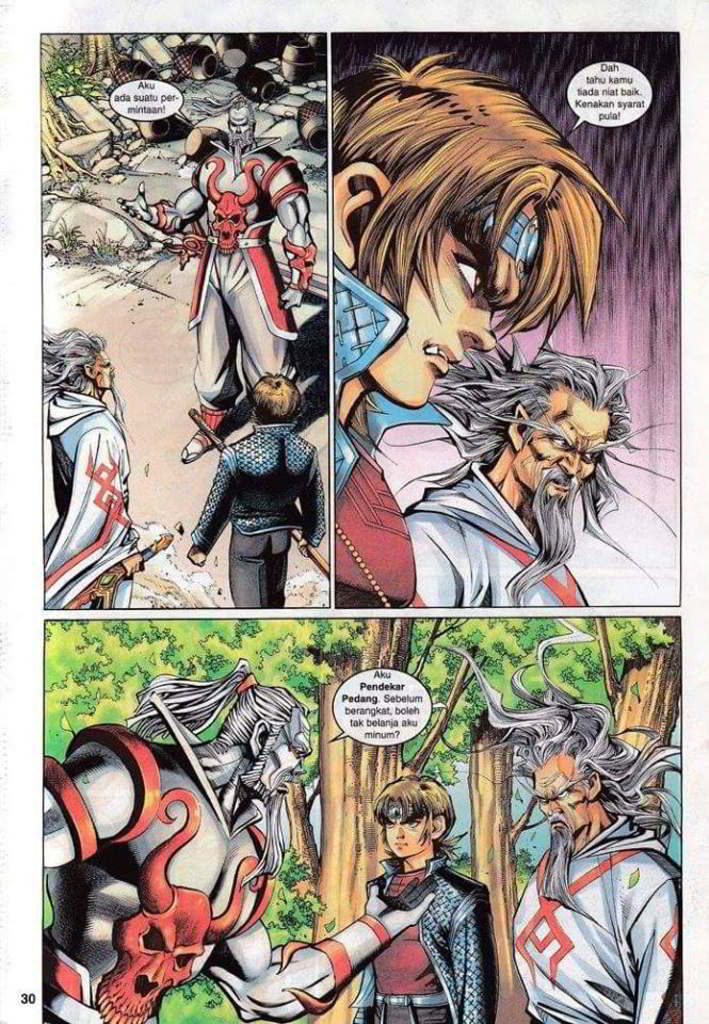 Aku
ada suatu per-
mintaan!
Dah
tahu kamu
tiada niat baik.
Kenakan syarat
pula!
Aku
Pendekar
Pedang. Sebelum
berangkat, boleh
tak belanja aku
minum?
30